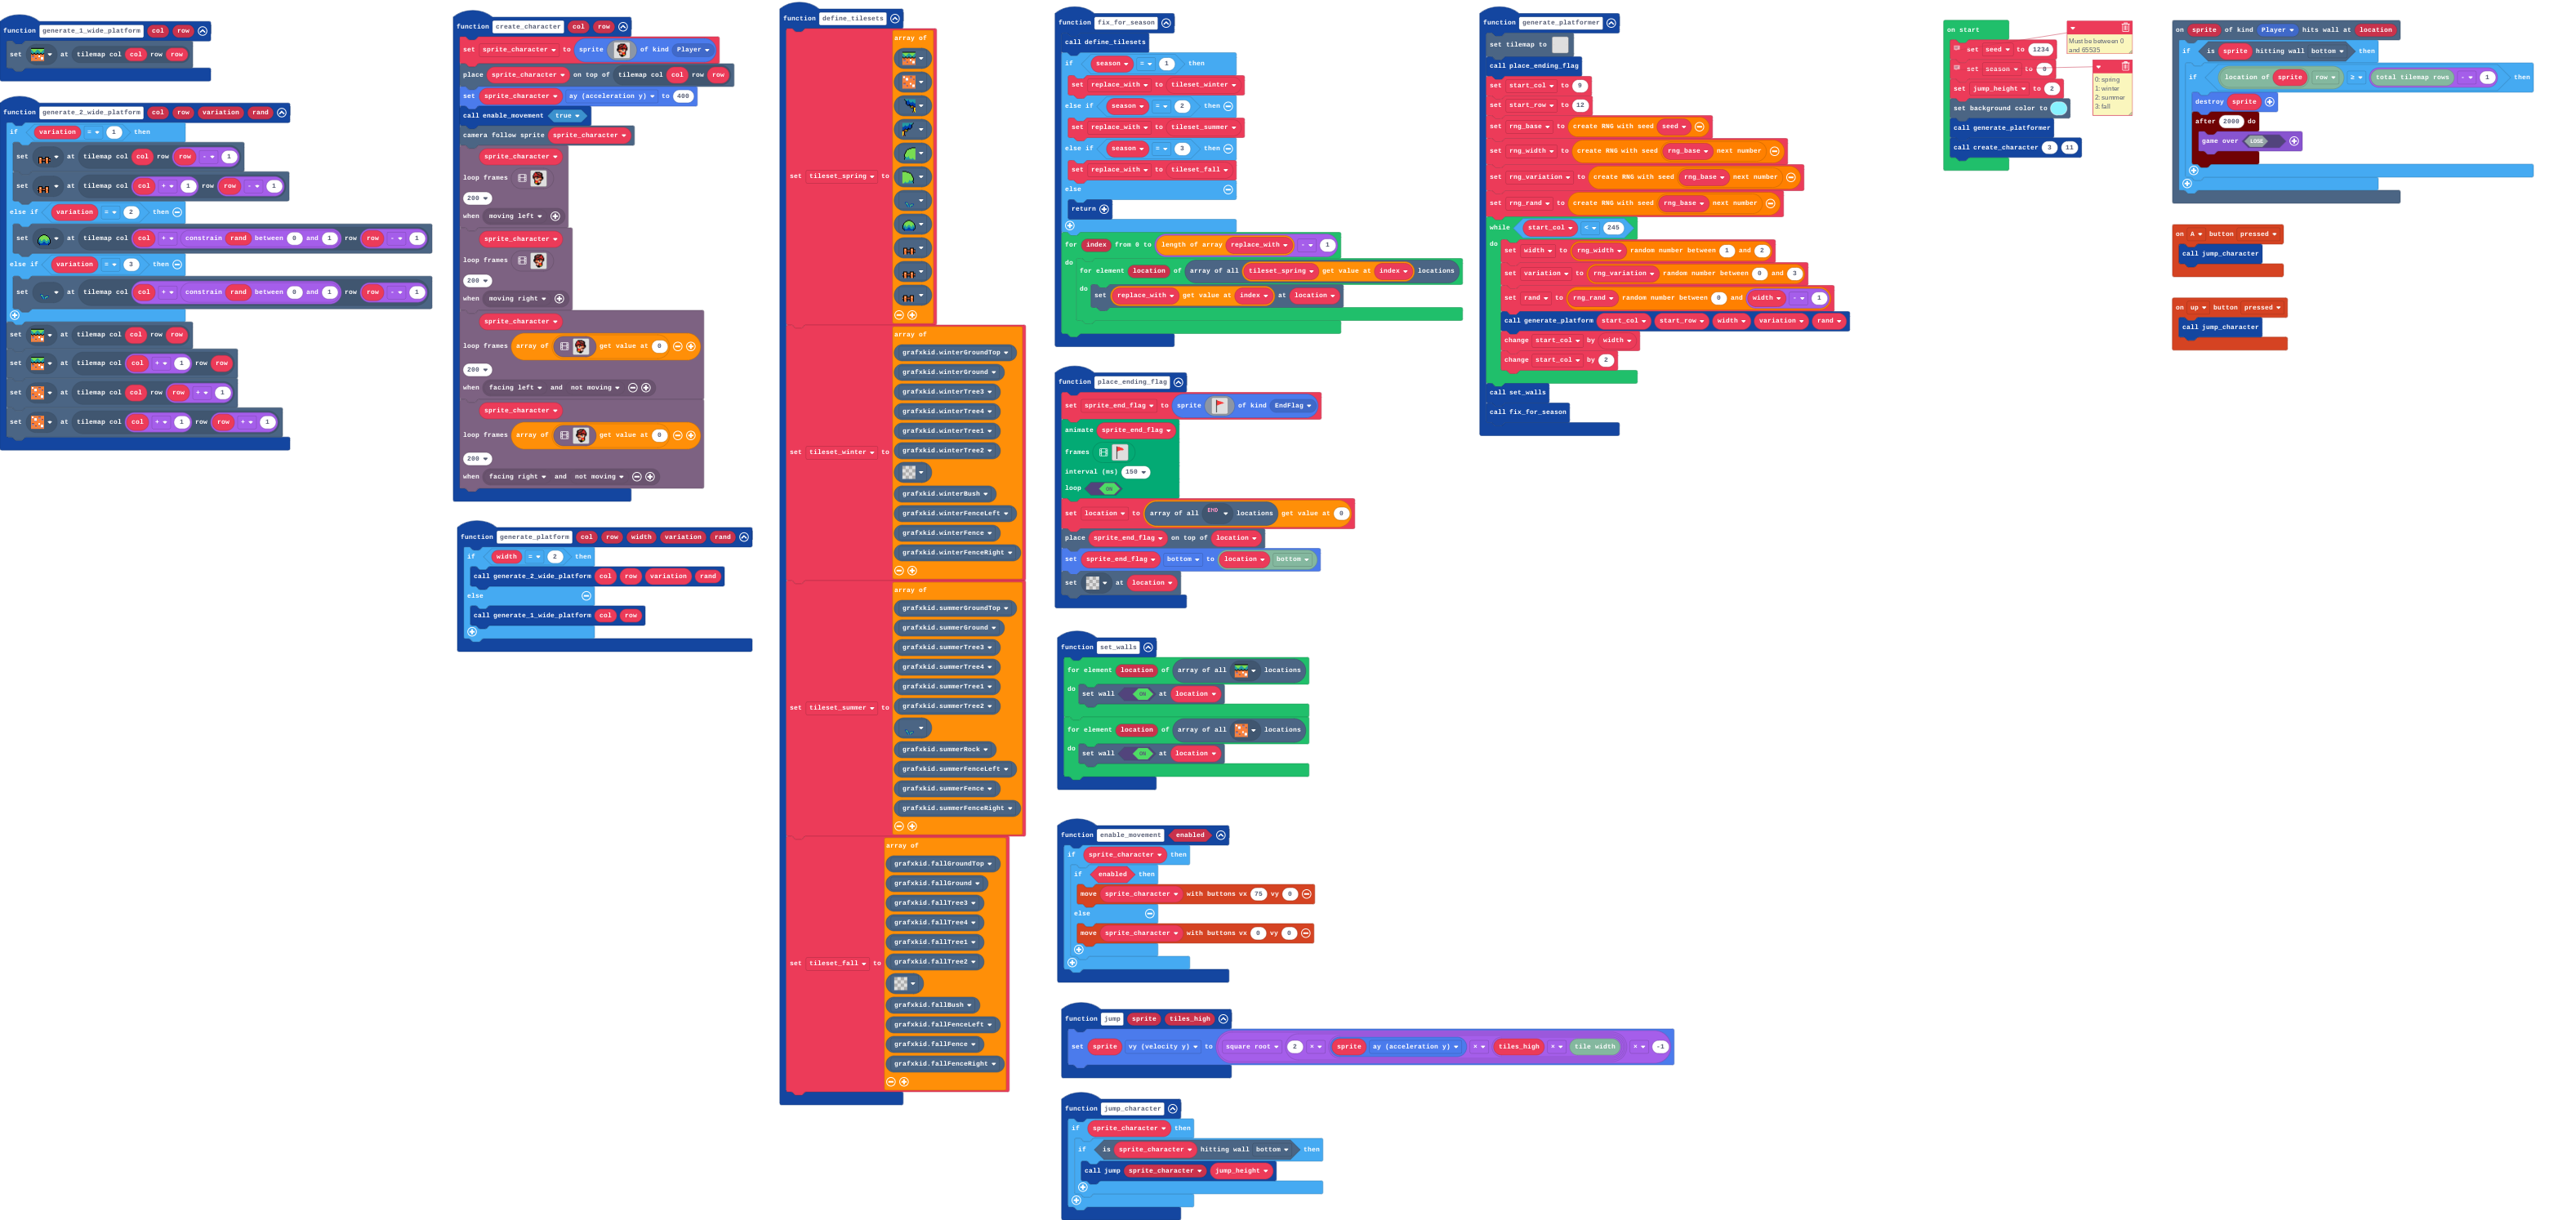 function generate_1_wide_platform col row
set at tilemap col col row row
function generate_2_wide_platform col row variation rand
if variation = 1 then
set at tilemap col col row row - 1
set at tilemap col col + 1 row row - 1
else if variation = 2 then
set at tilemap col col + constrain rand between 0 and 1 row row - 1
else if variation = 3 then
set at tilemap col col + constrain rand between 0 and 1 row row - 1
set at tilemap col col row row
set at tilemap col col + 1 row row
set at tilemap col col row row + 1
set at tilemap col col + 1 row row + 1
function create_character col row
set sprite_character to sprite of kind Player
place sprite_character on top of tilemap col col row row
set sprite_character ay (acceleration y) to 400
call enable_movement true
camera follow sprite sprite_character
sprite_character
loop frames
200
when moving left
sprite_character
loop frames
200
when moving right
sprite_character
loop frames array of get value at 0
200
when facing left and not moving
sprite_character
loop frames array of get value at 0
200
when facing right and not moving
function generate_platform col row width variation rand
if width = 2 then
call generate_2_wide_platform col row variation rand
else
call generate_1_wide_platform col row
function define_tilesets
array of
set tileset_spring to
array of
grafxkid.winterGroundTop
grafxkid.winterGround
grafxkid.winterTree3
grafxkid.winterTree4
grafxkid.winterTree1
grafxkid.winterTree2
set tileset_winter to
grafxkid.winterBush
grafxkid.winterFenceLeft
grafxkid.winterFence
grafxkid.winterFenceRight
array of
grafxkid.summerGroundTop
grafxkid.summerGround
grafxkid.summerTree3
grafxkid.summerTree4
grafxkid.summerTree1
grafxkid.summerTree2
set tileset_summer to
grafxkid.summerRock
grafxkid.summerFenceLeft
grafxkid.summerFence
grafxkid.summerFenceRight
array of
grafxkid.fallGroundTop
grafxkid.fallGround
grafxkid.fallTree3
grafxkid.fallTree4
grafxkid.fallTree1
grafxkid.fallTree2
set tileset_fall to
grafxkid.fallBush
grafxkid.fallFenceLeft
grafxkid.fallFence
grafxkid.fallFenceRight
function fix_for_season
call define_tilesets
if season = 1 then
set replace_with to tileset_winter
else if season = 2 then
set replace_with to tileset_summer
else if season = 3 then
set replace_with to tileset_fall
else
return
for index from 0 to length of array replace_with - 1
do
for element location of array of all tileset_spring get value at index locations
do
set replace_with get value at index at location
function place_ending_flag
set sprite_end_flag to sprite of kind EndFlag
animate sprite_end_flag
frames
interval (ms) 150
loop ON
set location to array of all END locations get value at 0
place sprite_end_flag on top of location
set sprite_end_flag bottom to location bottom
set at location
function set_walls
for element location of array of all locations
do
set wall ON at location
for element location of array of all locations
do
set wall ON at location
function enable_movement enabled
if sprite_character then
if enabled then
move sprite_character with buttons vx 75 vy 0
else
move sprite_character with buttons vx 0 vy 0
function jump sprite tiles_high
set sprite vy (velocity y) to square root 2 × sprite ay (acceleration y) × tiles_high × tile width × -1
function jump_character
if sprite_character then
if is sprite_character hitting wall bottom then
call jump sprite_character jump_height
function generate_platformer
set tilemap to
call place_ending_flag
set start_col to 9
set start_row to 12
set rng_base to create RNG with seed seed
set rng_width to create RNG with seed rng_base next number
set rng_variation to create RNG with seed rng_base next number
set rng_rand to create RNG with seed rng_base next number
while start_col < 245
do
set width to rng_width random number between 1 and 2
set variation to rng_variation random number between 0 and 3
set rand to rng_rand random number between 0 and width - 1
call generate_platform start_col start_row width variation rand
change start_col by width
change start_col by 2
call set_walls
call fix_for_season
on start
set seed to 1234
set season to 0
set jump_height to 2
set background color to
call generate_platformer
call create_character 3 11
Must be between 0
and 65535
0: spring
1: winter
2: summer
3: fall
on sprite of kind Player hits wall at location
if is sprite hitting wall bottom then
if location of sprite row ≥ total tilemap rows - 1 then
destroy sprite
after 2000 do
game over LOSE
on A button pressed
call jump_character
on up button pressed
call jump_character